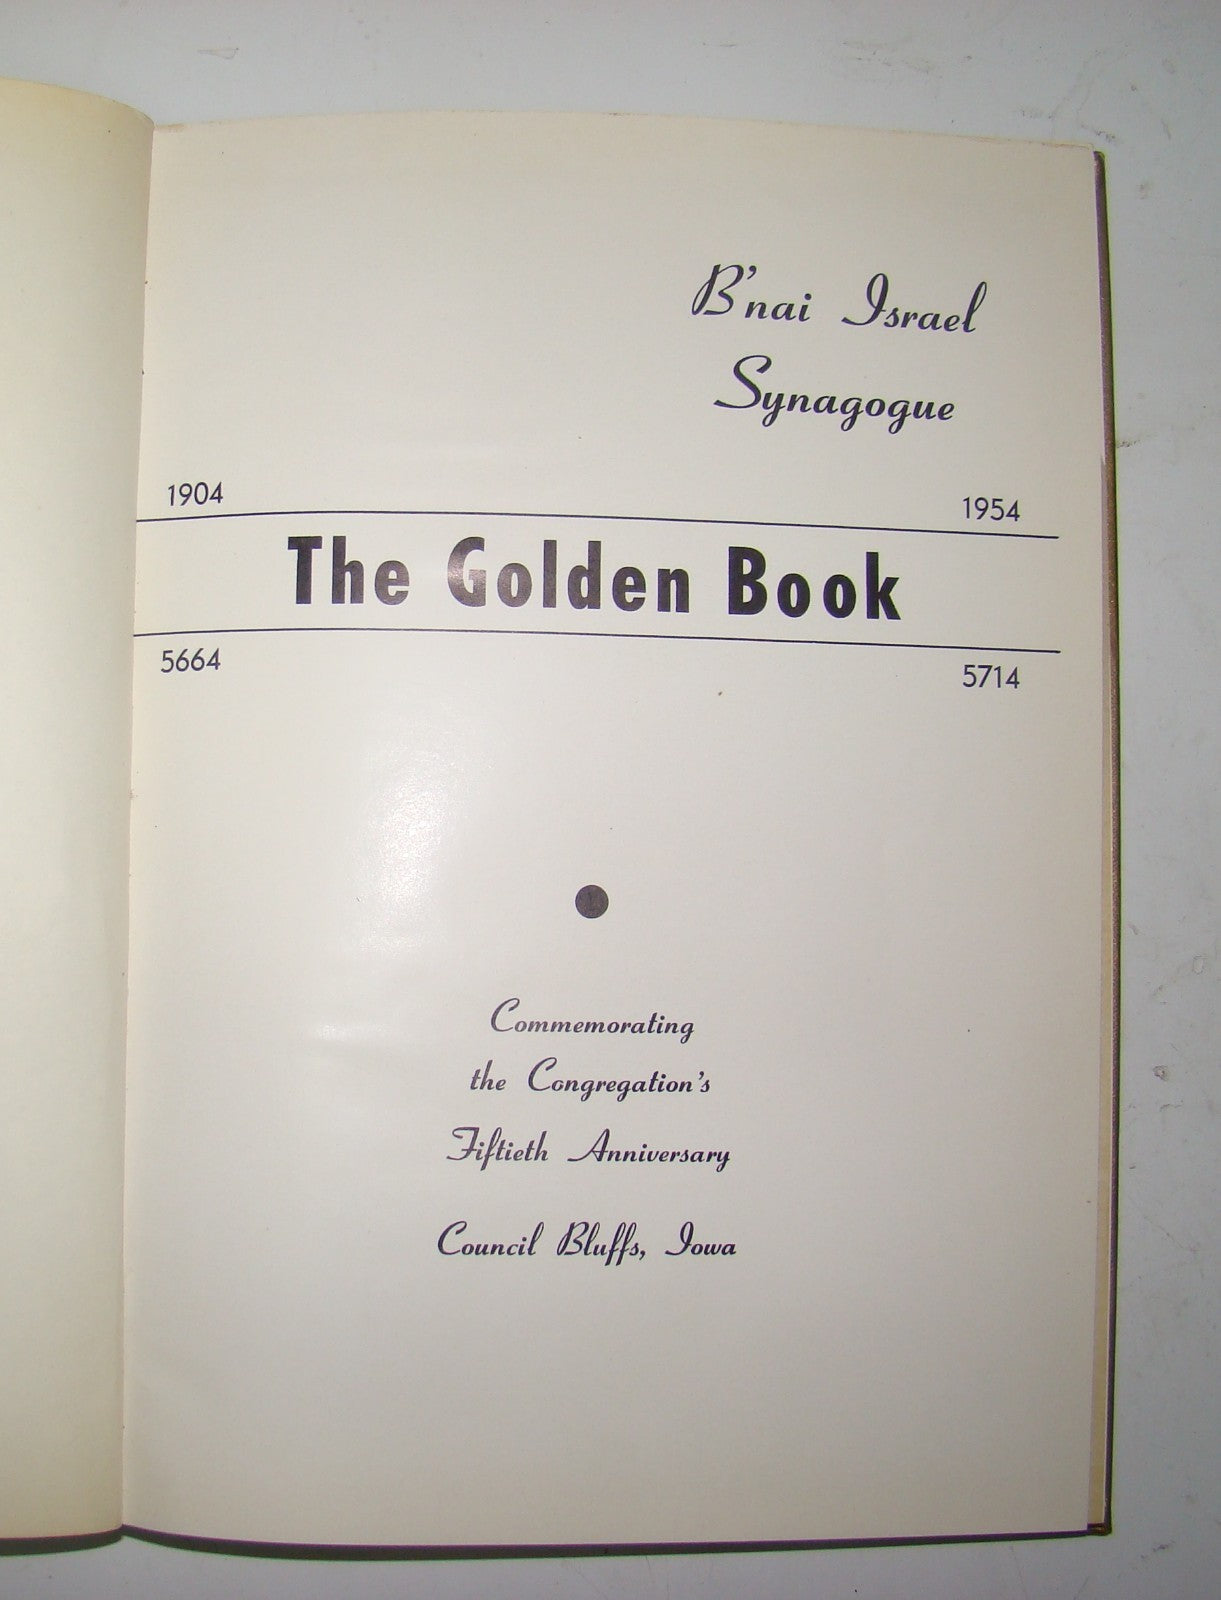 B'nai Israel
Synagogue
1904 1954
The Golden Book
5664 5714
Commemorating
the Congregation's
Fiftieth Anniversary
Council Bluffs, Iowa